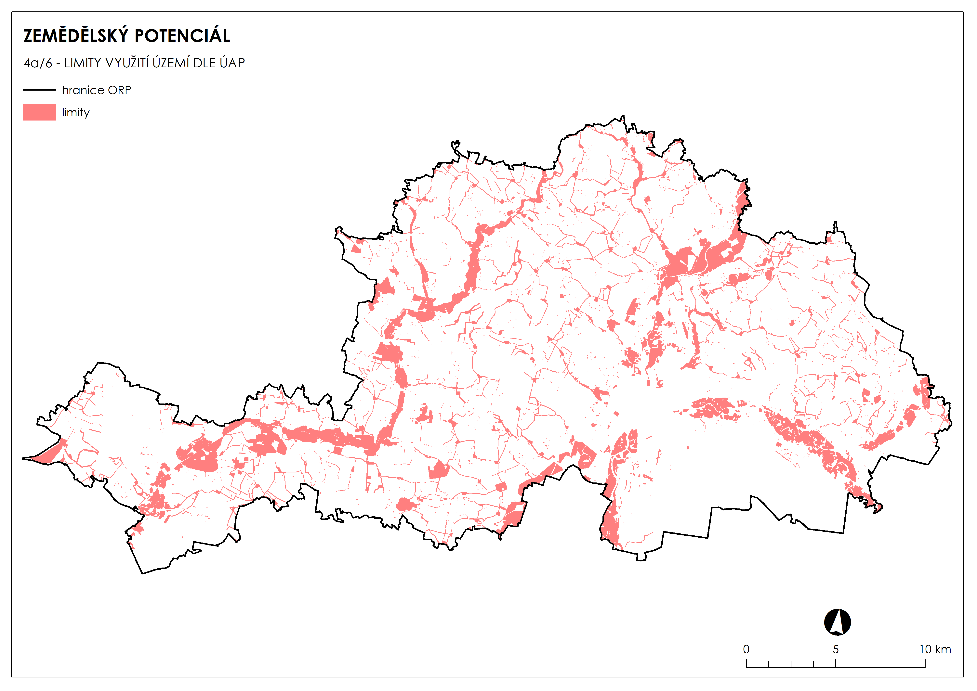 ZEMĚDĚLSKÝ POTENCIÁL
4a/6 - LIMITY VYUŽITÍ ÚZEMÍ DLE ÚAP
hranice ORP
limity
0 5 10 km